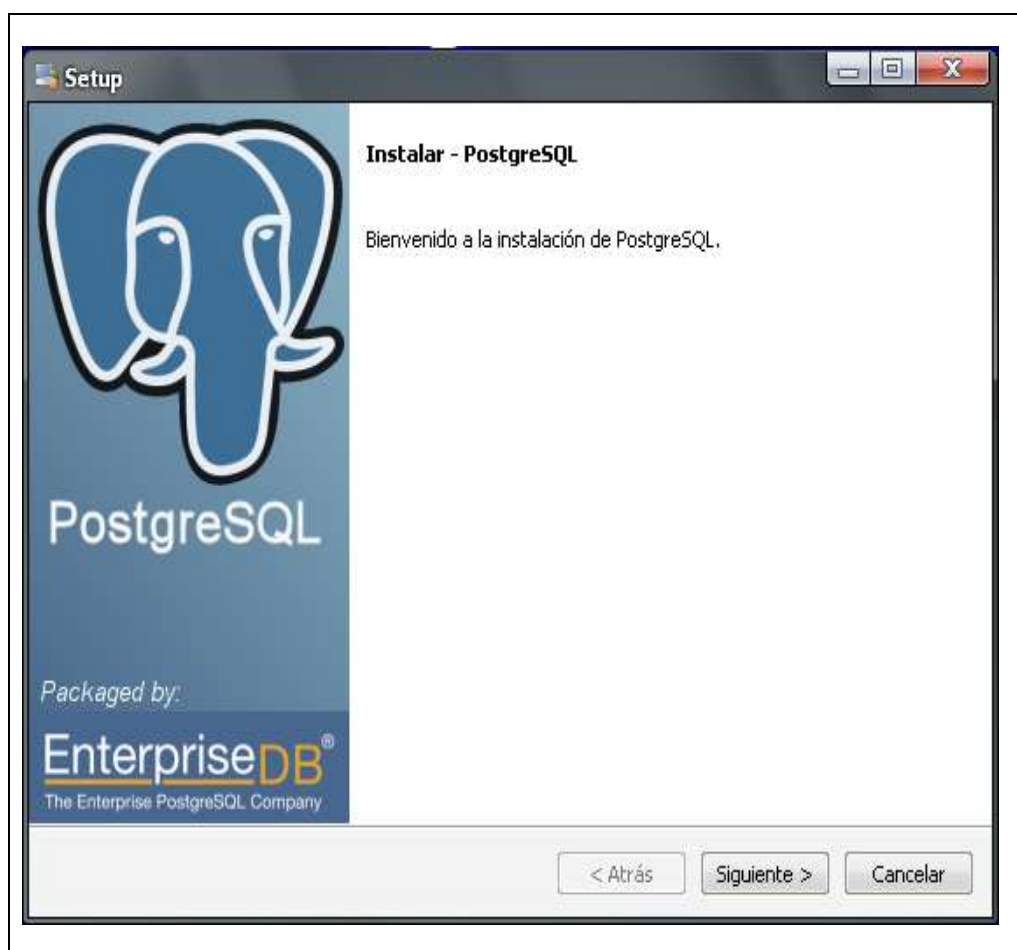 Setup
Instalar - PostgreSQL
Bienvenido a la instalación de PostgreSQL.
PostgreSQL
Packaged by:
EnterpriseDB®
The Enterprise PostgreSQL Company
< Atrás
Siguiente >
Cancelar